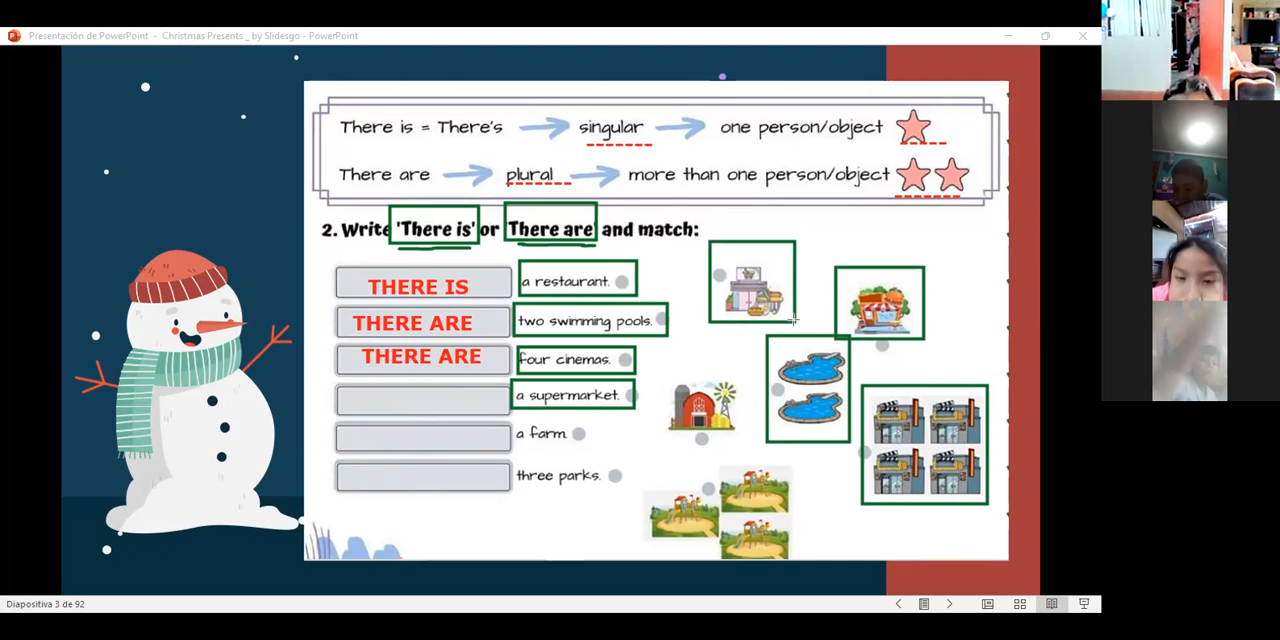 Presentación de PowerPoint - Christmas Presents _ by Slidesgo - PowerPoint
There is = There's singular one person/object
There are plural more than one person/object
2. Write 'There is' or 'There are' and match:
THERE IS a restaurant.
THERE ARE two swimming pools.
THERE ARE four cinemas.
a supermarket.
a farm.
three parks.
Diapositiva 3 de 92